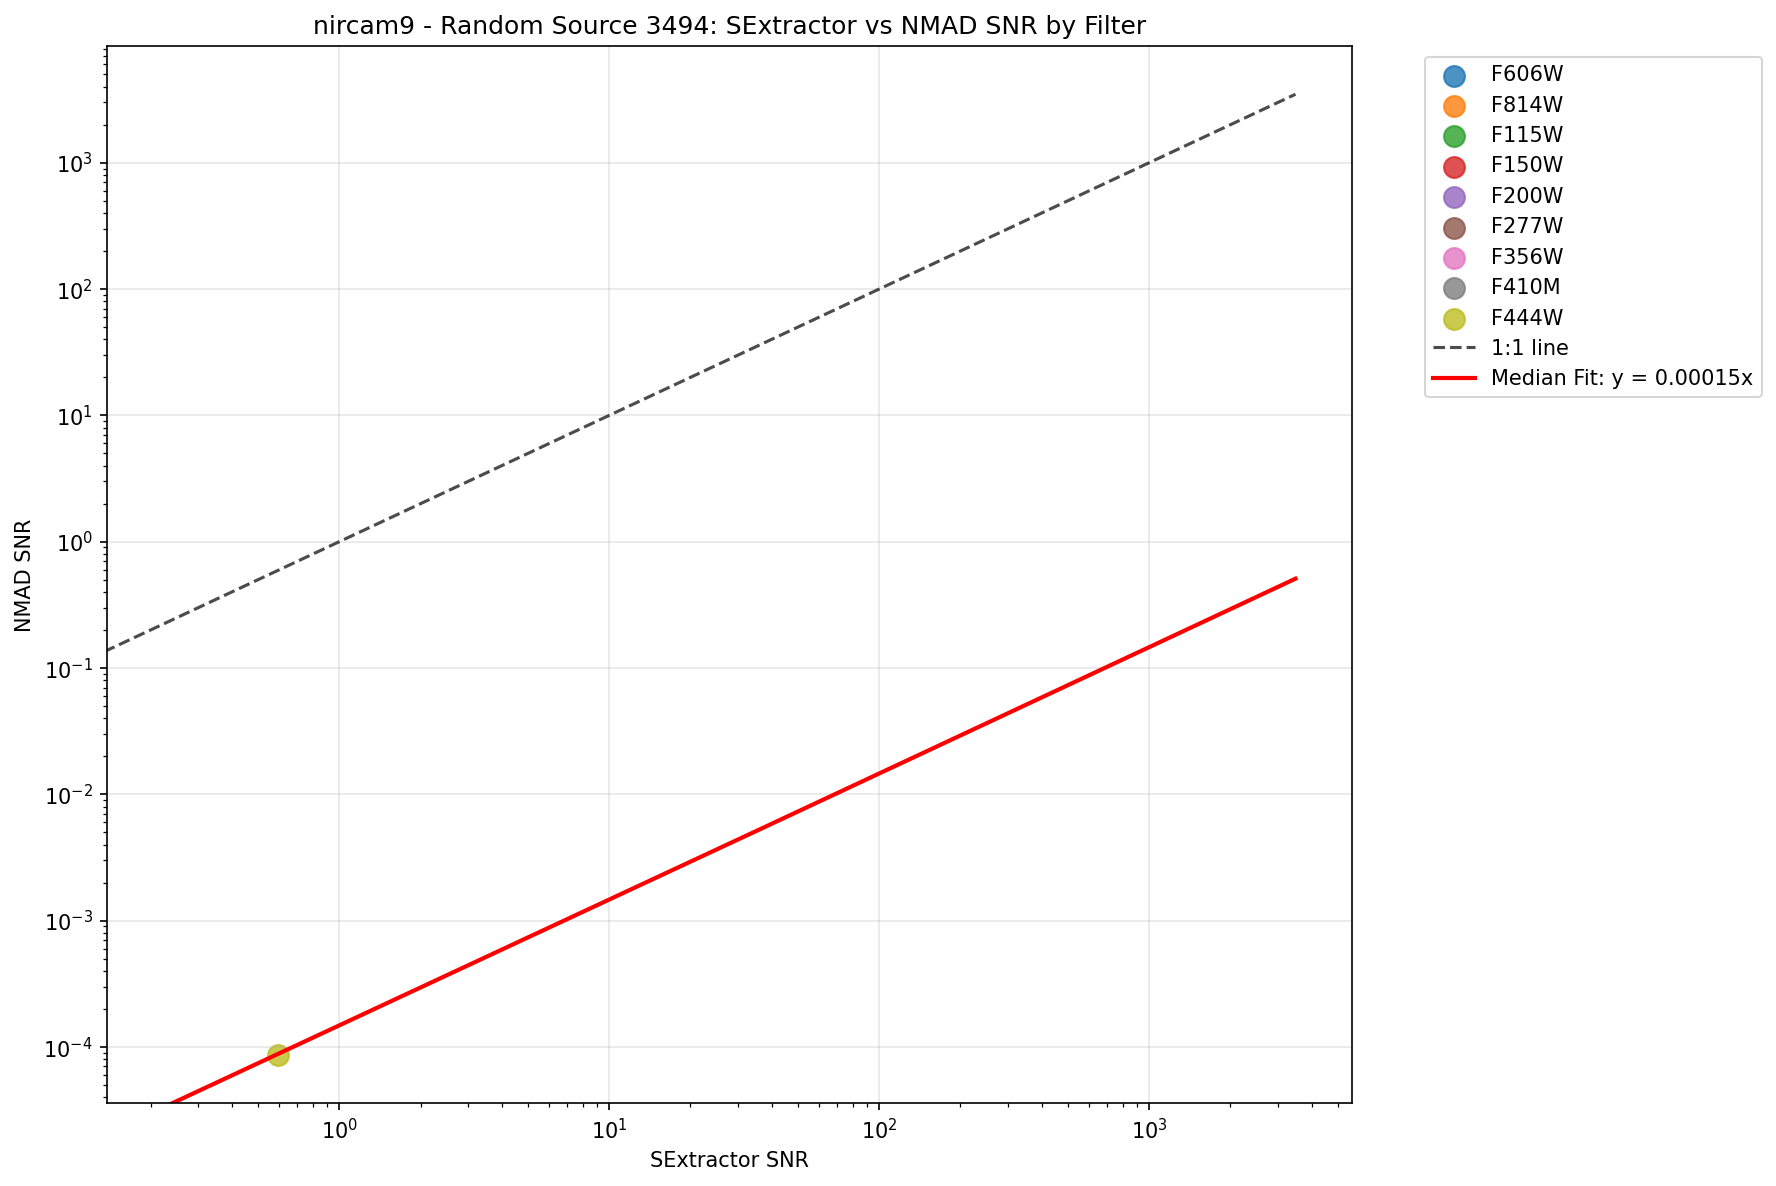 nircam9 - Random Source 3494: SExtractor vs NMAD SNR by Filter
NMAD SNR
10³
10²
10¹
10⁰
10⁻¹
10⁻²
10⁻³
10⁻⁴
10⁰
10¹
10²
10³
SExtractor SNR
F606W
F814W
F115W
F150W
F200W
F277W
F356W
F410M
F444W
1:1 line
Median Fit: y = 0.00015x